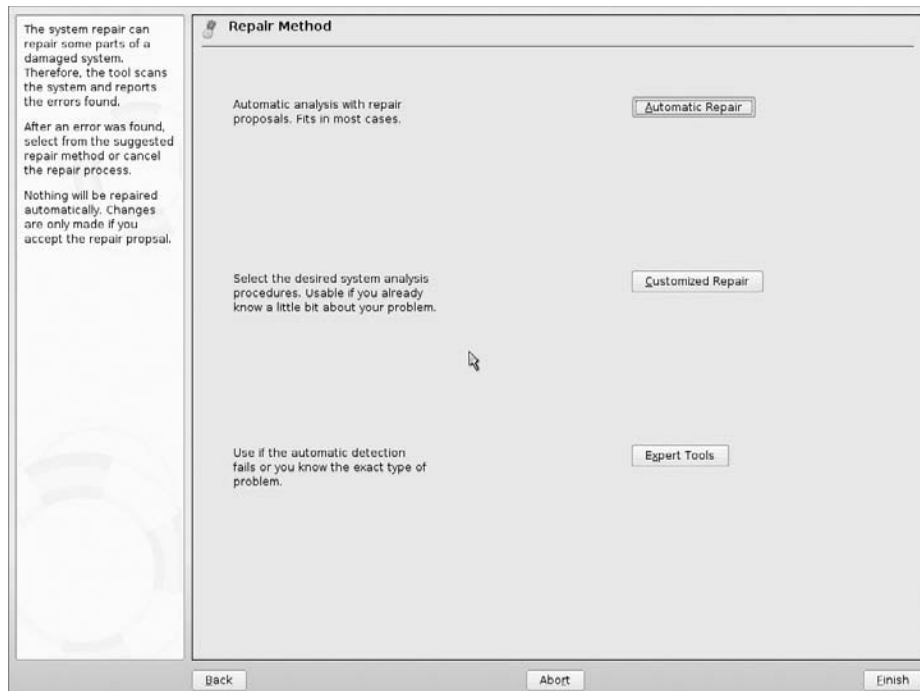 The system repair can
repair some parts of a
damaged system.
Therefore, the tool scans
the system and reports
the errors found.
After an error was found,
select from the suggested
repair method or cancel
the repair process.
Nothing will be repaired
automatically. Changes
are only made if you
accept the repair propsal.
Repair Method
Automatic analysis with repair
proposals. Fits in most cases.
Automatic Repair
Select the desired system analysis
procedures. Usable if you already
know a little bit about your problem.
Customized Repair
Use if the automatic detection
fails or you know the exact type of
problem.
Expert Tools
Back
Abort
Finish